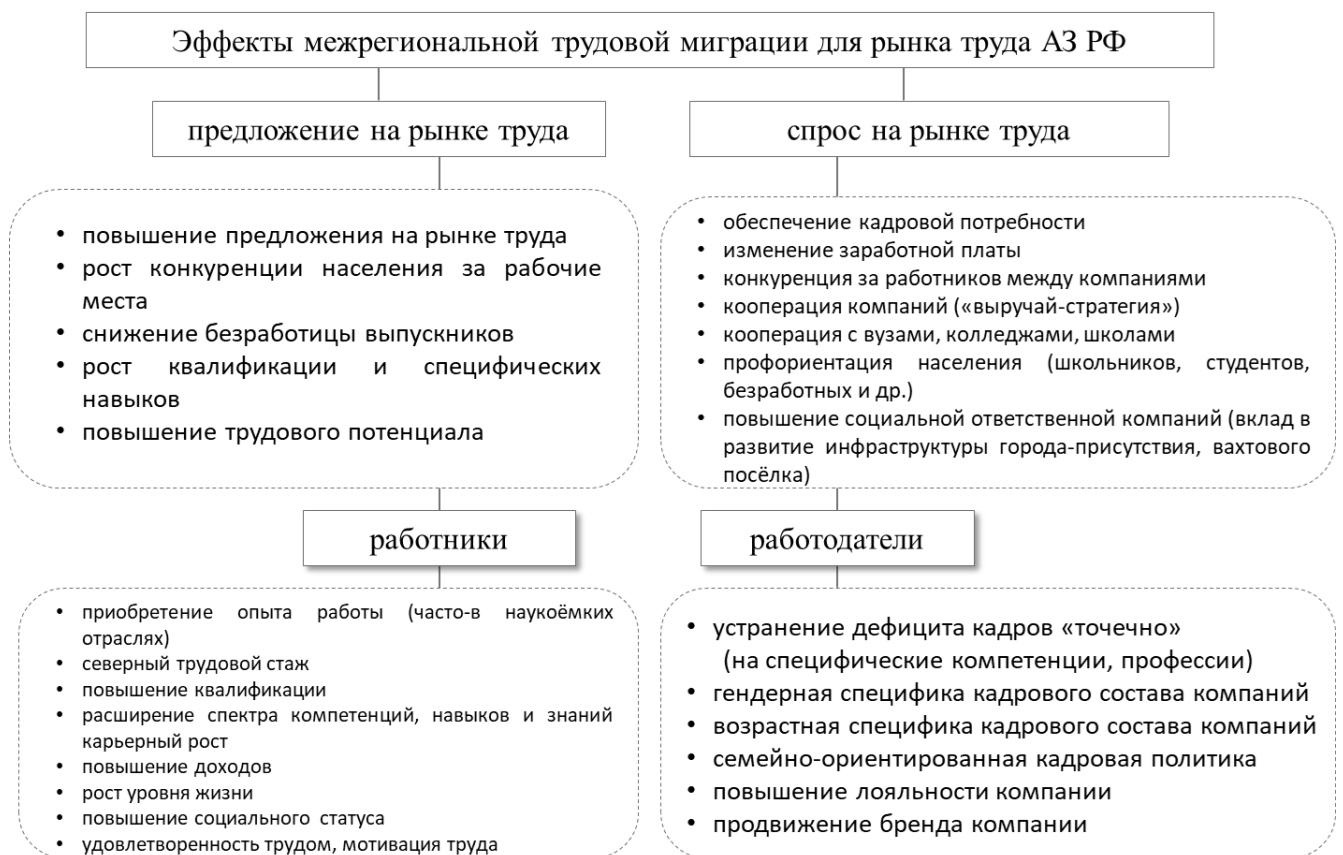 Эффекты межрегиональной трудовой миграции для рынка труда АЗ РФ
предложение на рынке труда
спрос на рынке труда
• повышение предложения на рынке труда
• рост конкуренции населения за рабочие
места
• снижение безработицы выпускников
• рост квалификации и специфических
навыков
• повышение трудового потенциала
• обеспечение кадровой потребности
• изменение заработной платы
• конкуренция за работников между компаниями
• кооперация компаний («выручай-стратегия»)
• кооперация с вузами, колледжами, школами
• профориентация населения (школьников, студентов,
безработных и др.)
• повышение социальной ответственной компаний (вклад в
развитие инфраструктуры города-присутствия, вахтового
посёлка)
работники
работодатели
• приобретение опыта работы (часто-в наукоёмких
отраслях)
• северный трудовой стаж
• повышение квалификации
• расширение спектра компетенций, навыков и знаний
карьерный рост
• повышение доходов
• рост уровня жизни
• повышение социального статуса
• удовлетворенность трудом, мотивация труда
• устранение дефицита кадров «точечно»
(на специфические компетенции, профессии)
• гендерная специфика кадрового состава компаний
• возрастная специфика кадрового состава компаний
• семейно-ориентированная кадровая политика
• повышение лояльности компании
• продвижение бренда компании